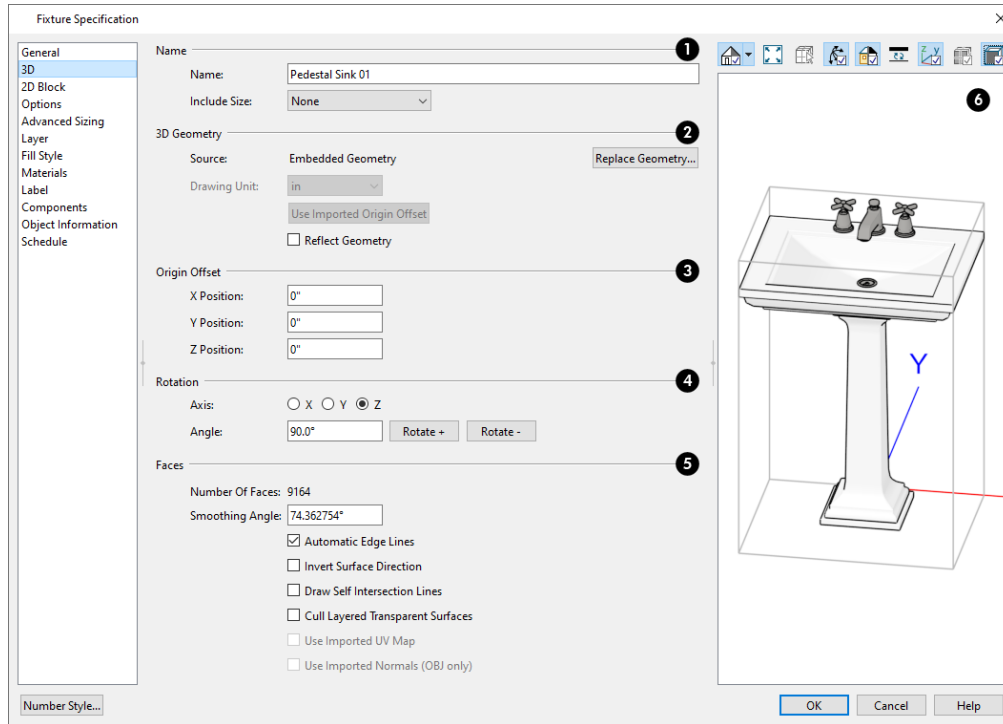 Fixture Specification
General
3D
2D Block
Options
Advanced Sizing
Layer
Fill Style
Materials
Label
Components
Object Information
Schedule
Name 1
Name: Pedestal Sink 01
Include Size: None
3D Geometry 2
Source: Embedded Geometry Replace Geometry...
Drawing Unit: in
Use Imported Origin Offset
Reflect Geometry
Origin Offset 3
X Position: 0"
Y Position: 0"
Z Position: 0"
Rotation 4
Axis: X Y Z
Angle: 90.0° Rotate + Rotate -
Faces 5
Number Of Faces: 9164
Smoothing Angle: 74.362754°
Automatic Edge Lines
Invert Surface Direction
Draw Self Intersection Lines
Cull Layered Transparent Surfaces
Use Imported UV Map
Use Imported Normals (OBJ only)
Z Y
6
Y
Number Style... OK Cancel Help